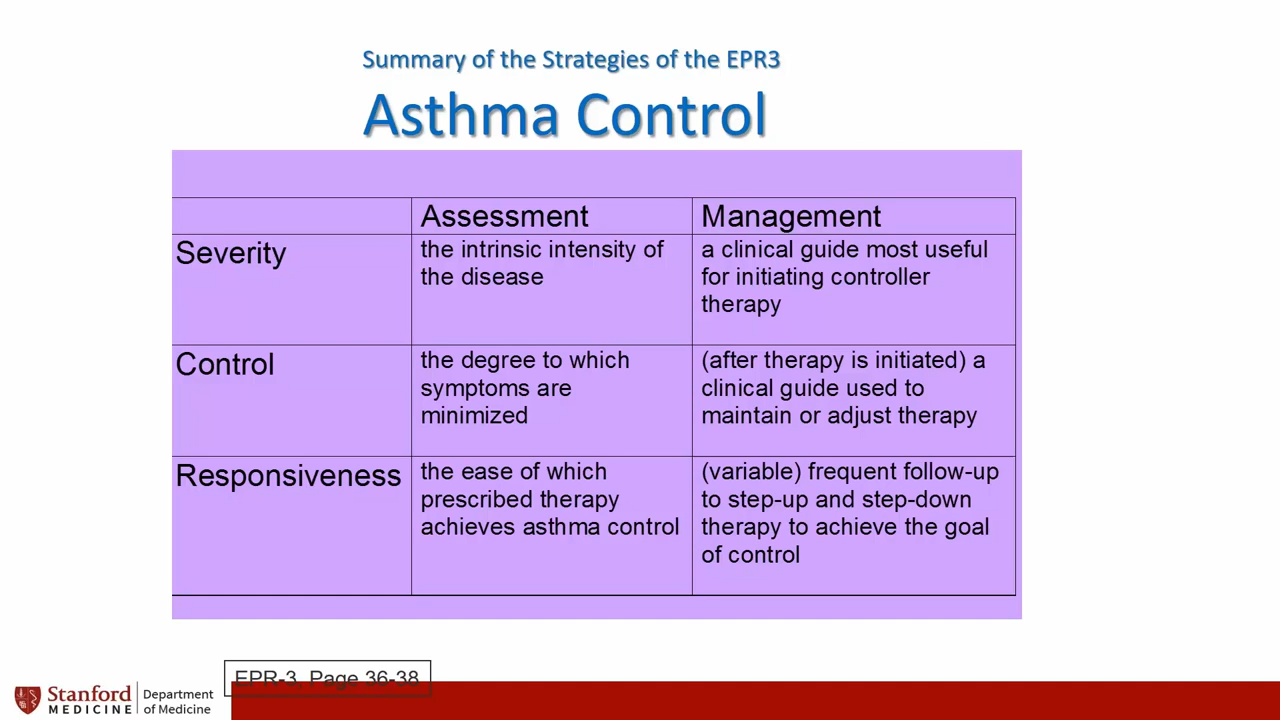 Summary of the Strategies of the EPR3
Asthma Control
Assessment
Management
Severity
the intrinsic intensity of
the disease
a clinical guide most useful
for initiating controller
therapy
Control
the degree to which
symptoms are
minimized
(after therapy is initiated) a
clinical guide used to
maintain or adjust therapy
Responsiveness
the ease of which
prescribed therapy
achieves asthma control
(variable) frequent follow-up
to step-up and step-down
therapy to achieve the goal
of control
EPR-3, Page 36-38
Stanford
MEDICINE
Department
of Medicine